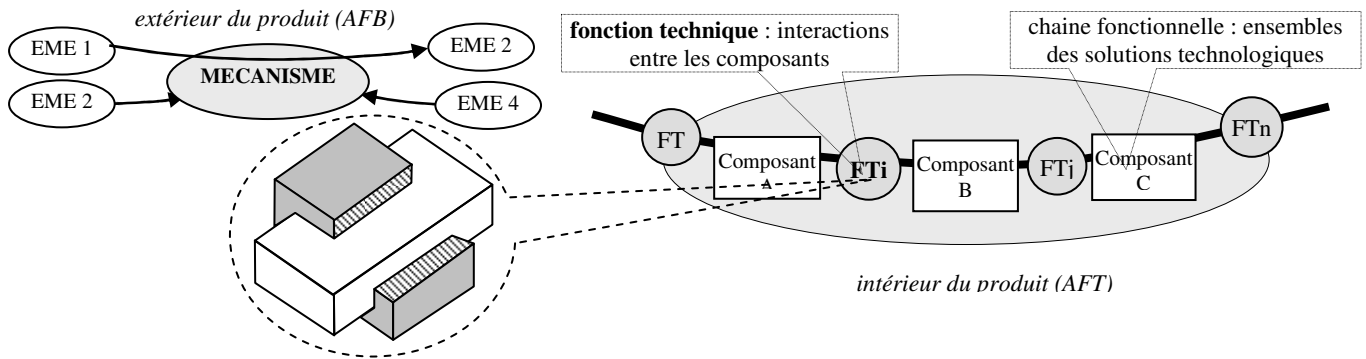 extérieur du produit (AFB)
EME 1
EME 2
MECANISME
EME 2
EME 4
fonction technique : interactions
entre les composants
chaine fonctionnelle : ensembles
des solutions technologiques
FT
Composant
A
FTi
Composant
B
FTj
Composant
C
FTn
intérieur du produit (AFT)